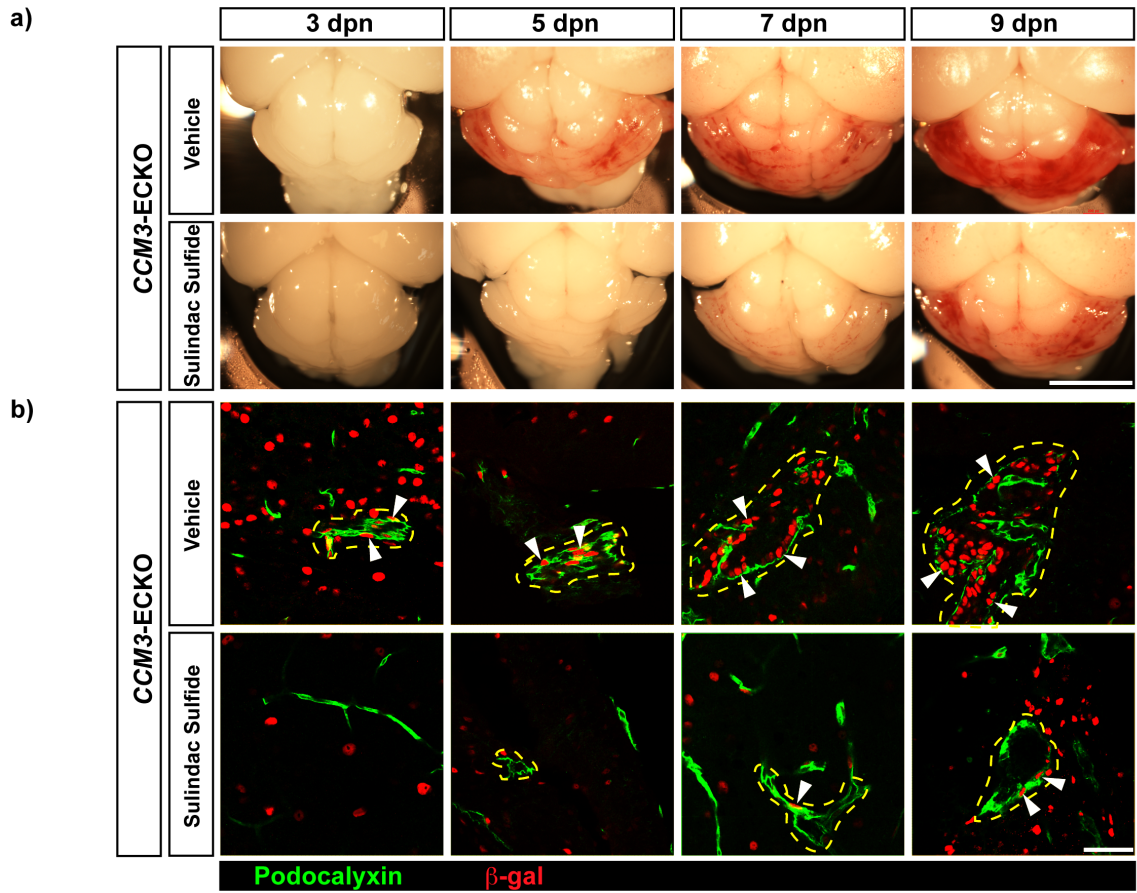 a)
3 dpn 5 dpn 7 dpn 9 dpn
CCM3-ECKO
Vehicle
Sulindac Sulfide
b)
CCM3-ECKO
Vehicle
Sulindac Sulfide
Podocalyxin β-gal